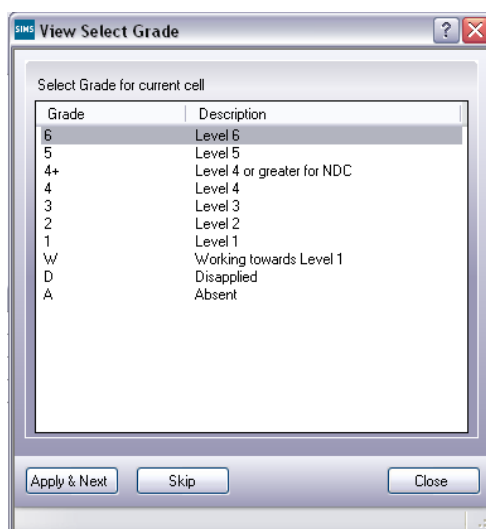 SIMS View Select Grade ?
Select Grade for current cell
Grade Description
6 Level 6
5 Level 5
4+ Level 4 or greater for NDC
4 Level 4
3 Level 3
2 Level 2
1 Level 1
W Working towards Level 1
D Disapplied
A Absent
Apply & Next Skip Close